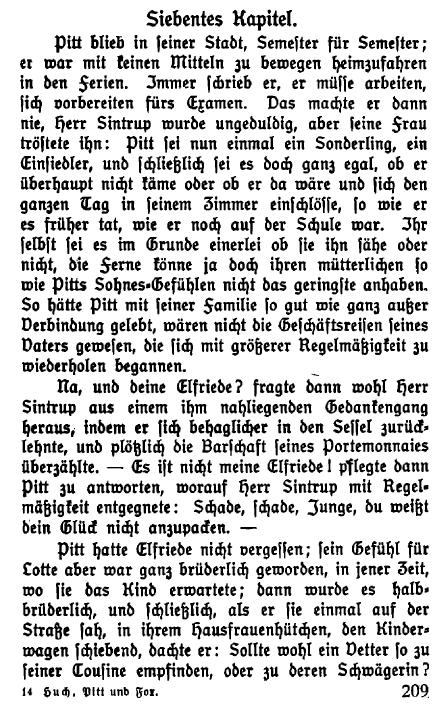 Siebentes Kapitel.
Pitt blieb in seiner Stadt, Semester für Semester;
er war mit keinen Mitteln zu bewegen heimzufahren
in den Ferien. Immer schrieb er, er müsse arbeiten,
sich vorbereiten fürs Examen. Das machte er dann
nie, Herr Sintrup wurde ungeduldig, aber seine Frau
tröstete ihn: Pitt sei nun einmal ein Sonderling, ein
Einsiedler, und schließlich sei es doch ganz egal, ob er
überhaupt nicht käme oder ob er da wäre und sich den
ganzen Tag in seinem Zimmer einschlösse, so wie er
es früher tat, wie er noch auf der Schule war. Ihr
selbst sei es im Grunde einerlei ob sie ihn sähe oder
nicht, die Ferne könne ja doch ihren mütterlichen so
wie Pitts Sohnes-Gefühlen nicht das geringste anhaben.
So hätte Pitt mit seiner Familie so gut wie ganz außer
Verbindung gelebt, wären nicht die Geschäftsreisen seines
Vaters gewesen, die sich mit größerer Regelmäßigkeit zu
wiederholen begannen.
Na, und deine Elfriede? fragte dann wohl Herr
Sintrup aus einem ihm nahliegenden Gedankengang
heraus, indem er sich behaglicher in den Sessel zurück-
lehnte, und plötzlich die Barschaft seines Portemonnaies
überzählte. — Es ist nicht meine Elfriede! pflegte dann
Pitt zu antworten, worauf Herr Sintrup mit Regel-
mäßigkeit entgegnete: Schade, schade, Junge, du weißt
dein Glück nicht anzupacken. —
Pitt hatte Elfriede nicht vergessen; sein Gefühl für
Lotte aber war ganz brüderlich geworden, in jener Zeit,
wo sie das Kind erwartete; dann wurde es halb-
brüderlich, und schließlich, als er sie einmal auf der
Straße sah, in ihrem Hausfrauenhütchen, den Kinder-
wagen schiebend, dachte er: Sollte wohl ein Vetter so zu
seiner Cousine empfinden, oder zu deren Schwägerin?
14 Huch, Pitt und Fox.
209